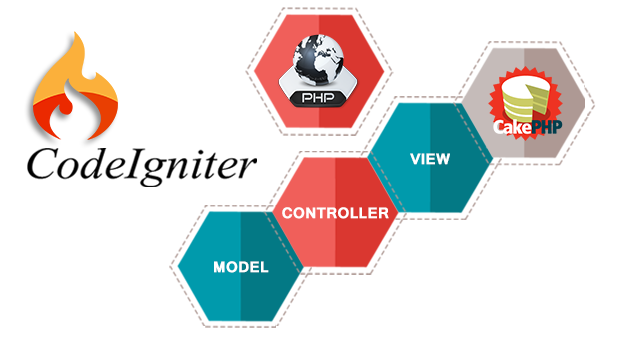 PHP
CakePHP
CodeIgniter
VIEW
CONTROLLER
MODEL